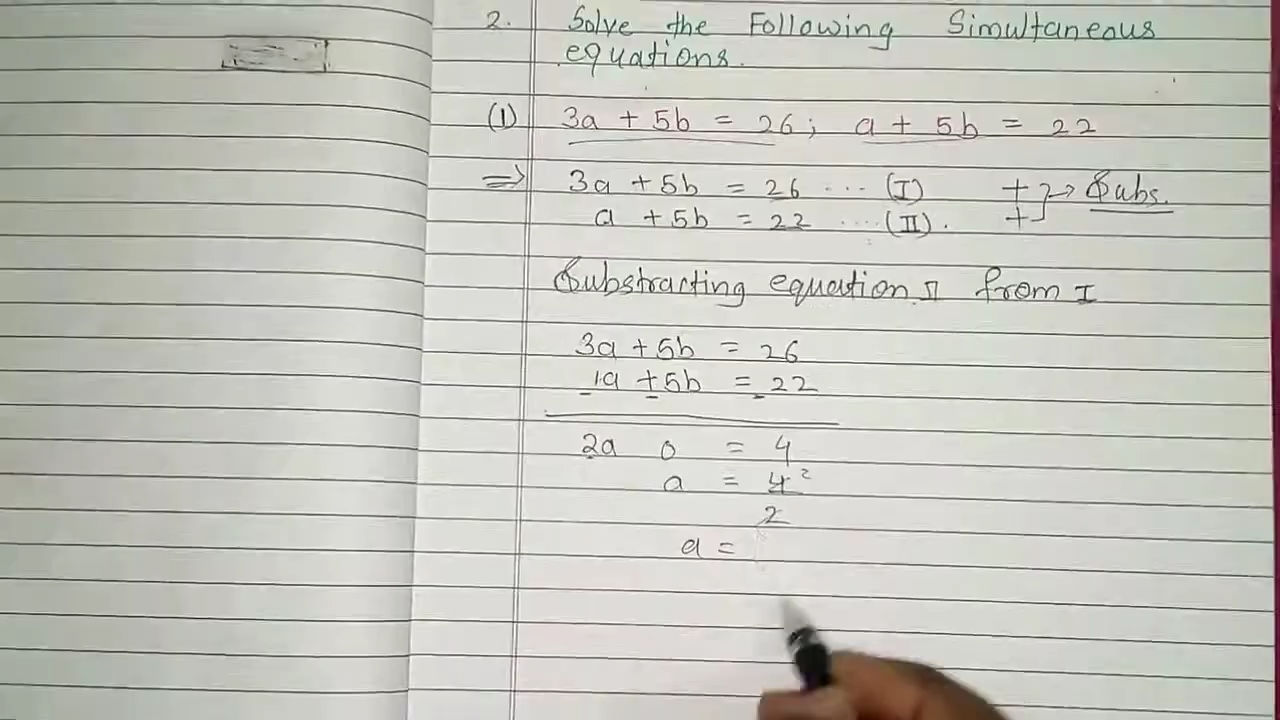 2. Solve the Following Simultaneous
equations.
(1) 3a + 5b = 26; a + 5b = 22
⇒ 3a + 5b = 26 ... (I) + → Subs.
a + 5b = 22 ... (II). +
Substracting equation II from I
3a + 5b = 26
1a + 5b = 22
- - -
2a 0 = 4
a = 4 2
2
a =